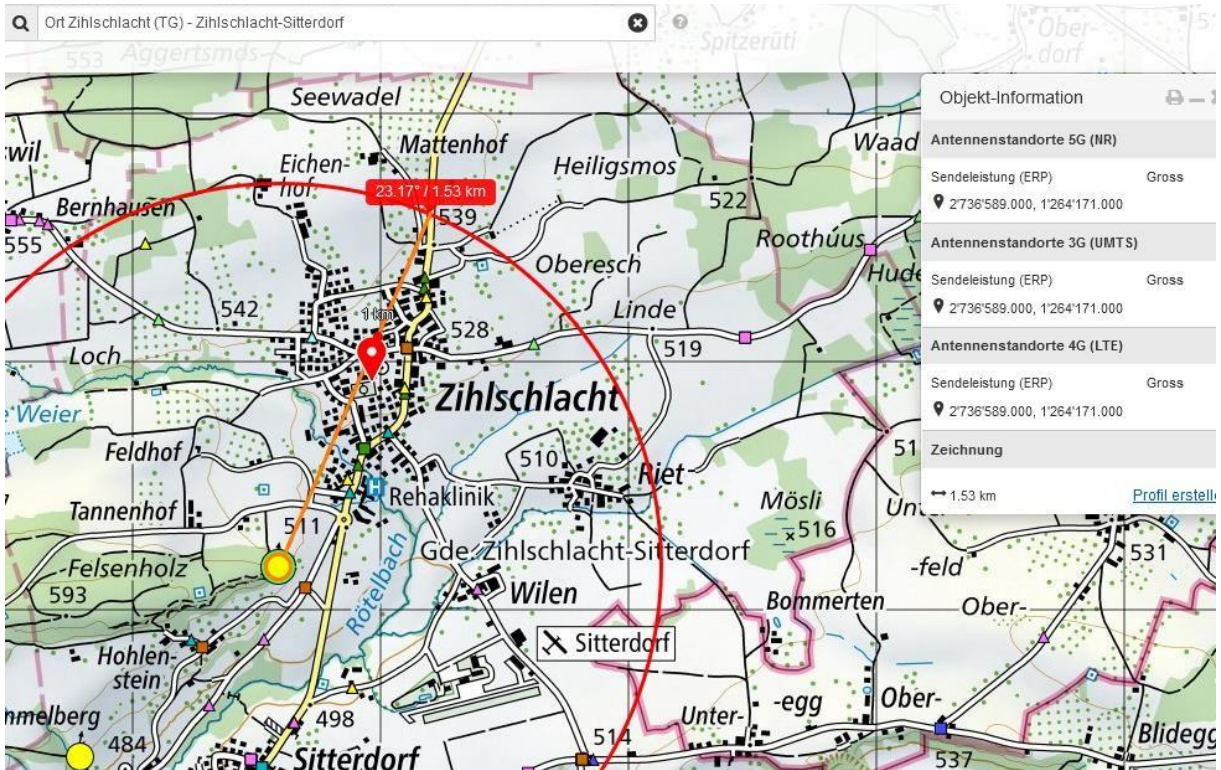 Ort Zihlschlacht (TG) - Zihlschlacht-Sitterdorf
553
Aggertsmos
Spitzerüti
Ober-
dorf
Objekt-Information
Seewadel
Antennenstandorte 5G (NR)
Mattenhof
Waad
wil
Eichen-
hof
Heiligsmos
Sendeleistung (ERP) Gross
23.17° / 1.53 km
522
2'736'589.000, 1'264'171.000
Bernhausen
539
555
Roothuus
Antennenstandorte 3G (UMTS)
Oberesch
Hude
Sendeleistung (ERP) Gross
542
1 km
Linde
2'736'589.000, 1'264'171.000
528
519
Loch
Antennenstandorte 4G (LTE)
Sendeleistung (ERP) Gross
Zihlschlacht
Weier
2'736'589.000, 1'264'171.000
Feldhof
510
51
Zeichnung
Riet
H
Rehaklinik
1.53 km Profil erstelle
Mösli
Tannenhof
511
516
Unter-
Gde. Zihlschlacht-Sitterdorf
531
Felsenholz
-feld
593
Rötelbach
Wilen
Bommerten
Ober-
Sitterdorf
Hohlen-
stein
mmelberg
498
Unter-
-egg
Ober-
484
514
Sitterdorf
537
Blidegg